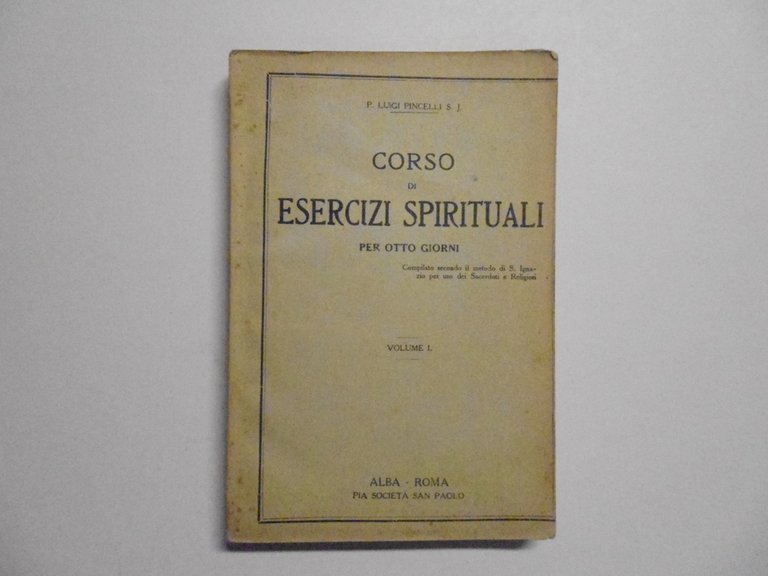 P. LUIGI PINCELLI S. J.
CORSO
DI
ESERCIZI SPIRITUALI
PER OTTO GIORNI
Compilato secondo il metodo di S. Igna-
zio per uso dei Sacerdoti e Religiosi
VOLUME I.
ALBA - ROMA
PIA SOCIETÀ SAN PAOLO